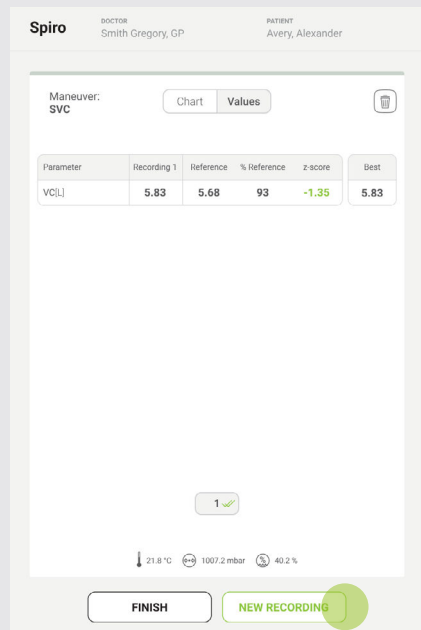 Spiro
DOCTOR
Smith Gregory, GP
PATIENT
Avery, Alexander
Maneuver:
SVC
Chart Values
Parameter Recording 1 Reference % Reference z-score Best
VC[L] 5.83 5.68 93 -1.35 5.83
1
21.8 °C 1007.2 mbar % 40.2 %
FINISH NEW RECORDING